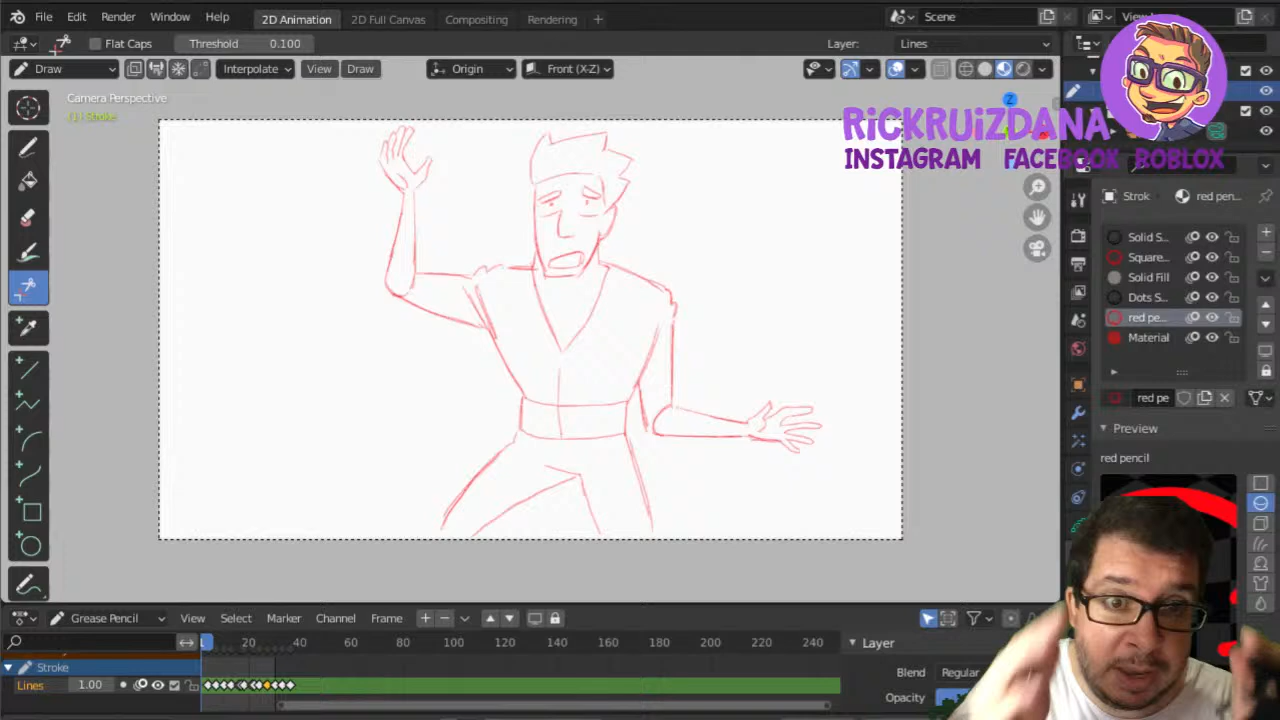 File Edit Render Window Help 2D Animation 2D Full Canvas Compositing Rendering + Scene
Flat Caps Threshold 0.100 Layer: Lines
Draw Interpolate View Draw Origin Front (X-Z)
Camera Perspective
(1) Stroke
Z
RiCKRUiZDANA
INSTAGRAM FACEBOOK ROBLOX
Strok red pen...
Solid S...
Square...
Solid Fill
Dots S...
red pe...
Material
red pe
Preview
red pencil
Grease Pencil View Select Marker Channel Frame
1 20 40 60 80 100 120 140 160 180 200 220 240
Layer
Stroke
Lines 1.00
Blend Regular
Opacity